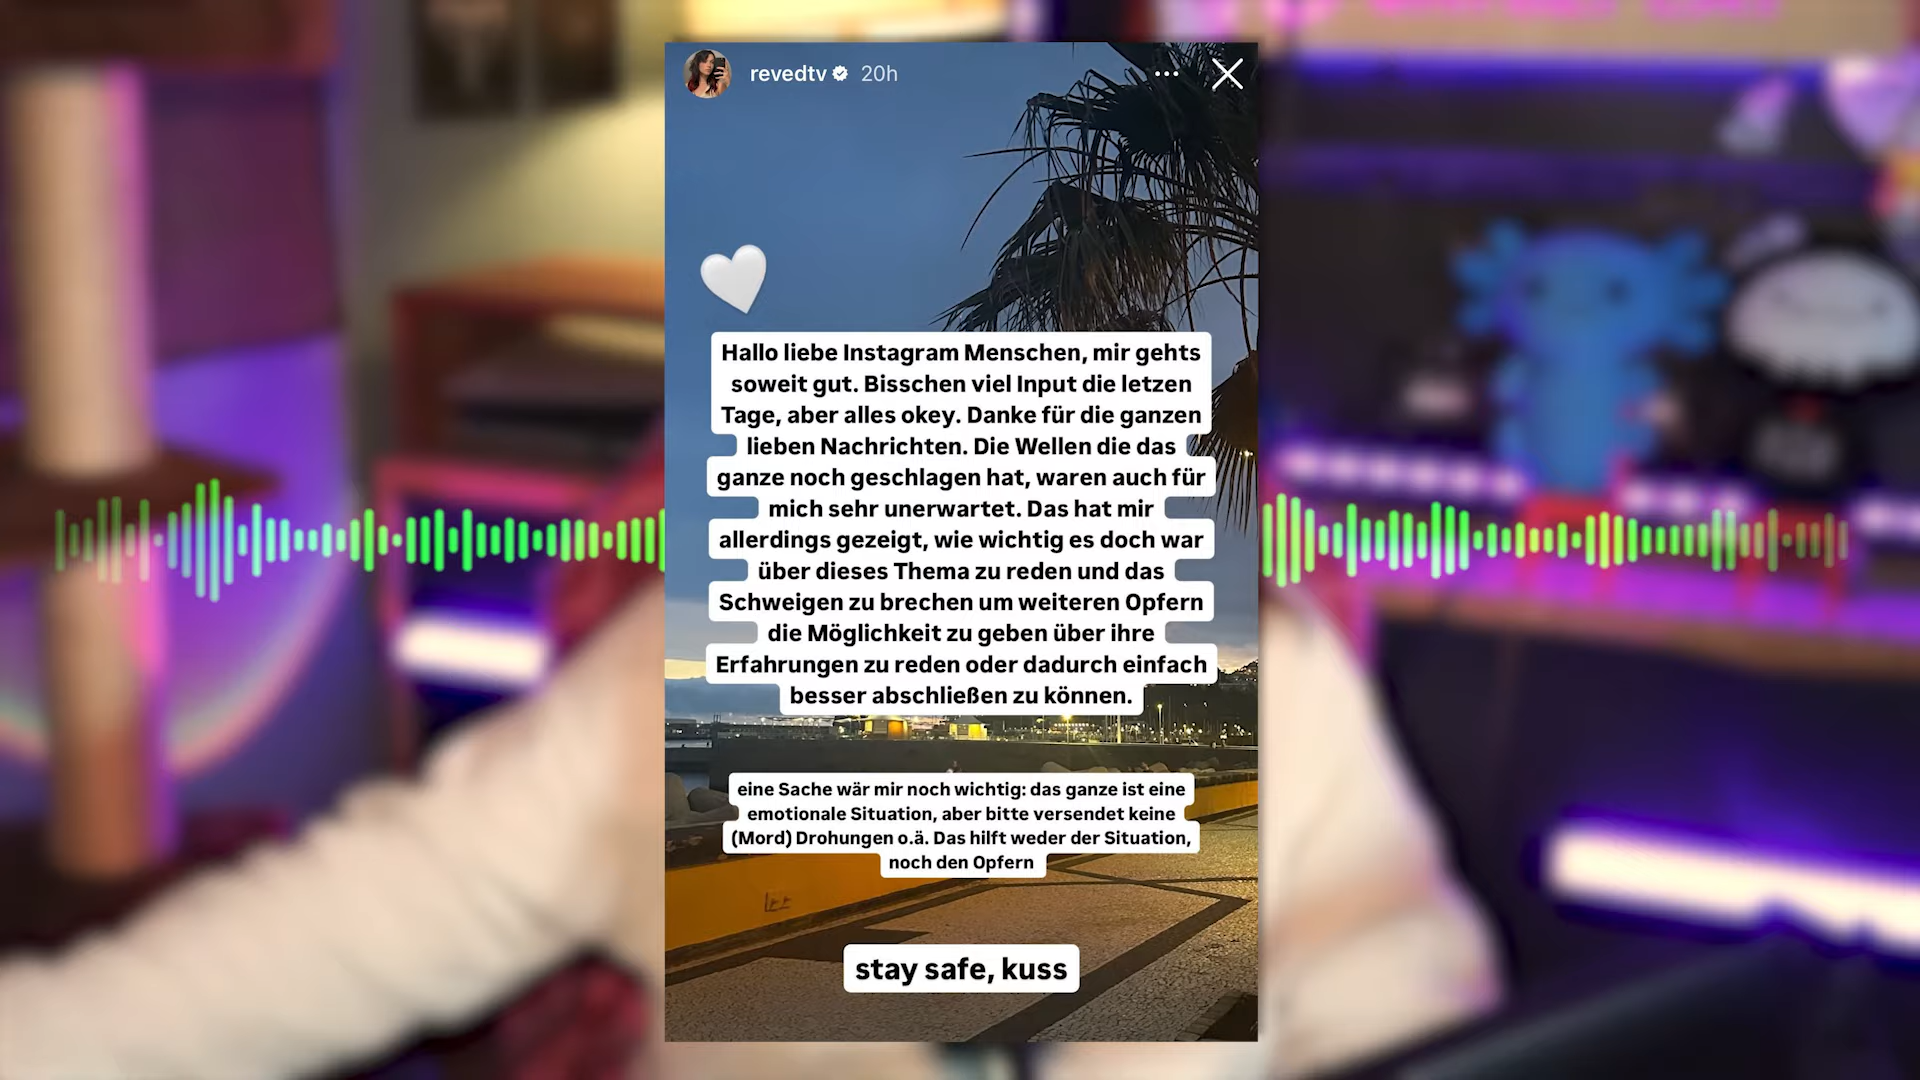 revedtv 20h
Hallo liebe Instagram Menschen, mir gehts
soweit gut. Bisschen viel Input die letzen
Tage, aber alles okey. Danke für die ganzen
lieben Nachrichten. Die Wellen die das
ganze noch geschlagen hat, waren auch für
mich sehr unerwartet. Das hat mir
allerdings gezeigt, wie wichtig es doch war
über dieses Thema zu reden und das
Schweigen zu brechen um weiteren Opfern
die Möglichkeit zu geben über ihre
Erfahrungen zu reden oder dadurch einfach
besser abschließen zu können.
eine Sache wär mir noch wichtig: das ganze ist eine
emotionale Situation, aber bitte versendet keine
(Mord) Drohungen o.ä. Das hilft weder der Situation,
noch den Opfern
stay safe, kuss